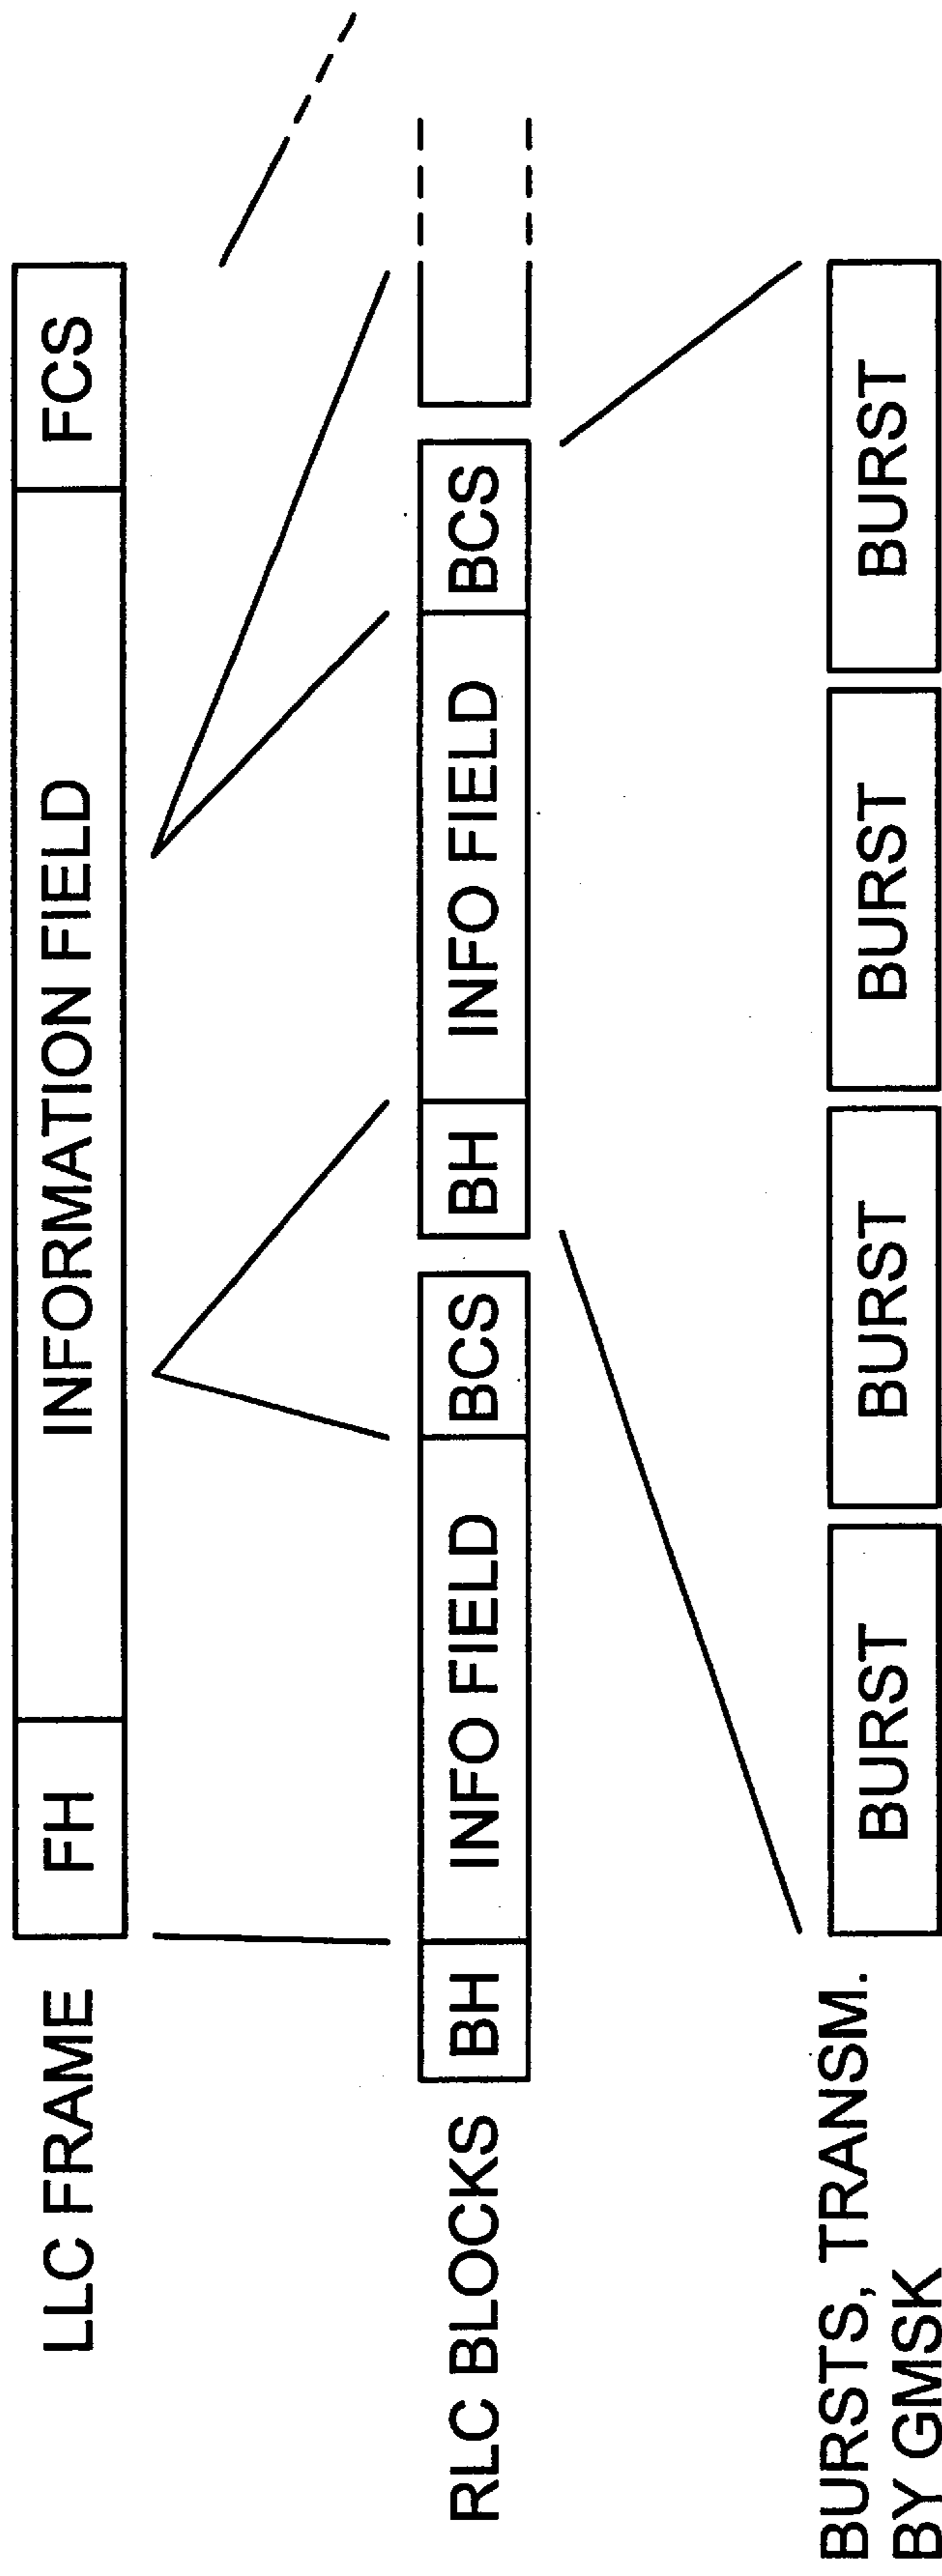 LLC FRAME
FH INFORMATION FIELD FCS
RLC BLOCKS
BH INFO FIELD BCS BH INFO FIELD BCS
BURSTS, TRANSM.
BY GMSK
BURST BURST BURST BURST